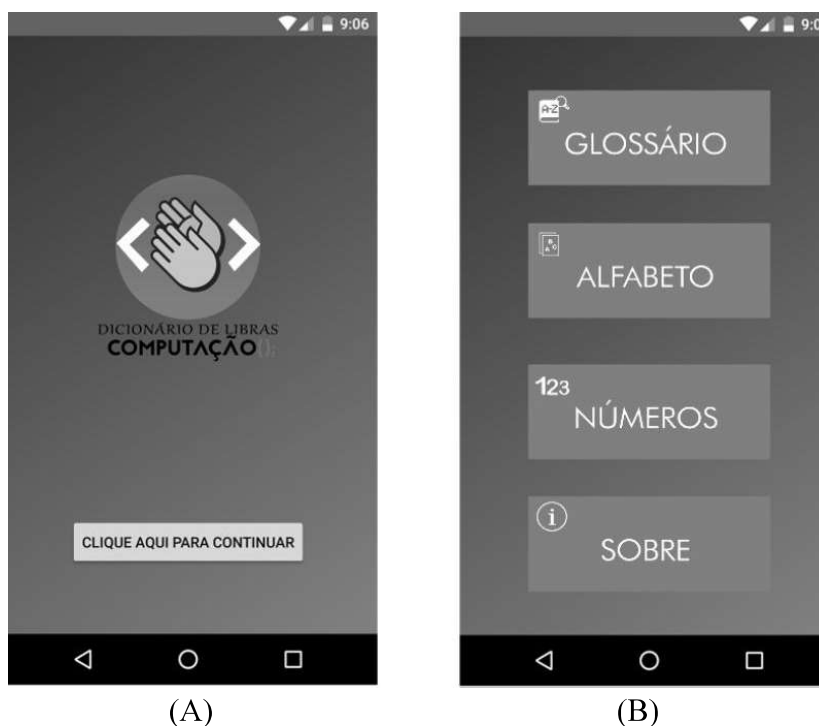 9:06
DICIONÁRIO DE LIBRAS
COMPUTAÇÃO();
CLIQUE AQUI PARA CONTINUAR
(A)
A-Z
GLOSSÁRIO
ALFABETO
123
NÚMEROS
i
SOBRE
(B)